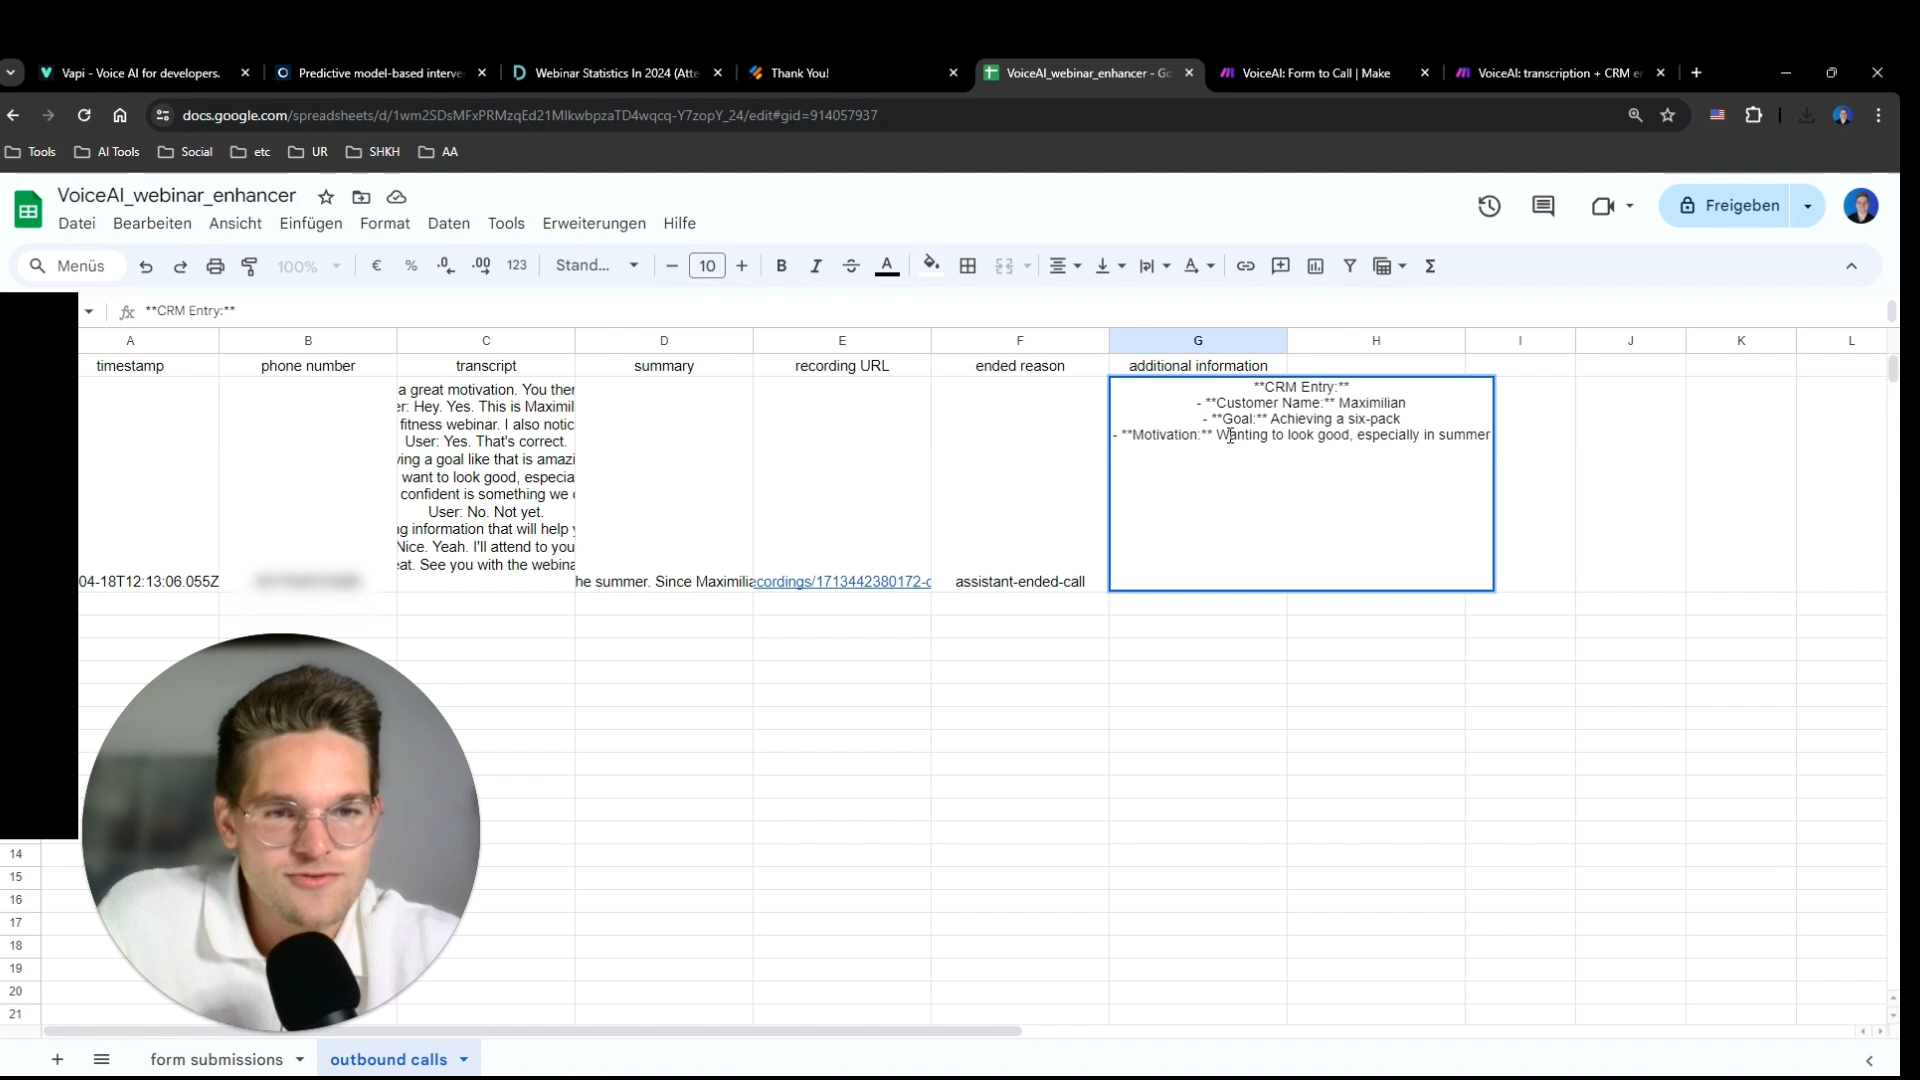 Vapi - Voice AI for developers.
Predictive model-based interve
Webinar Statistics In 2024 (Atte
Thank You!
VoiceAI_webinar_enhancer - Go
VoiceAI: Form to Call | Make
VoiceAI: transcription + CRM e
docs.google.com/spreadsheets/d/1wm2SDsMFxPRMzqEd21MlkwbpzaTD4wqcq-Y7zopY_24/edit#gid=914057937
Tools
AI Tools
Social
etc
UR
SHKH
AA
VoiceAI_webinar_enhancer
Datei Bearbeiten Ansicht Einfügen Format Daten Tools Erweiterungen Hilfe
Freigeben
Menüs
100%
€ % .0 .00 123
Stand...
10
**CRM Entry:**
A B C D E F G H I J K L
timestamp phone number transcript summary recording URL ended reason additional information
a great motivation. You ther
er: Hey. Yes. This is Maximil
fitness webinar. I also notic
User: Yes. That's correct.
ving a goal like that is amazi
want to look good, especia
confident is something we
User: No. Not yet.
ng information that will help
Nice. Yeah. I'll attend to you
eat. See you with the webina
04-18T12:13:06.055Z
he summer. Since Maximilia
cordings/1713442380172-c
assistant-ended-call
**CRM Entry:**
- **Customer Name:** Maximilian
- **Goal:** Achieving a six-pack
- **Motivation:** Wanting to look good, especially in summer
14
15
16
17
18
19
20
21
form submissions
outbound calls